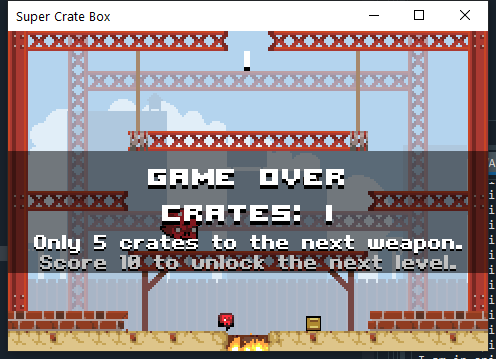 Super Crate Box
1
GAME OVER
CRATES: 1
Only 5 crates to the next weapon.
Score 10 to unlock the next level.